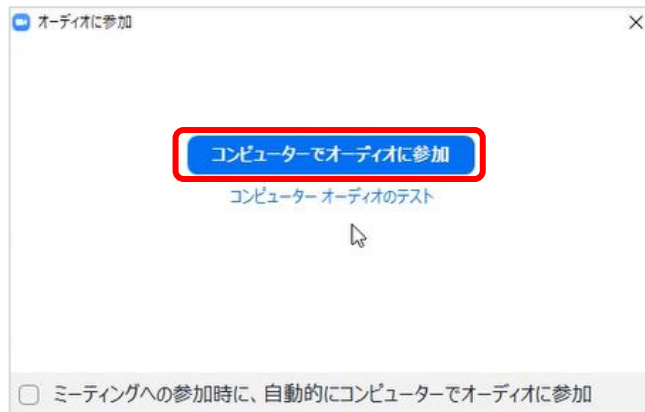 オーディオに参加
コンピューターでオーディオに参加
コンピューター オーディオのテスト
ミーティングへの参加時に、自動的にコンピューターでオーディオに参加